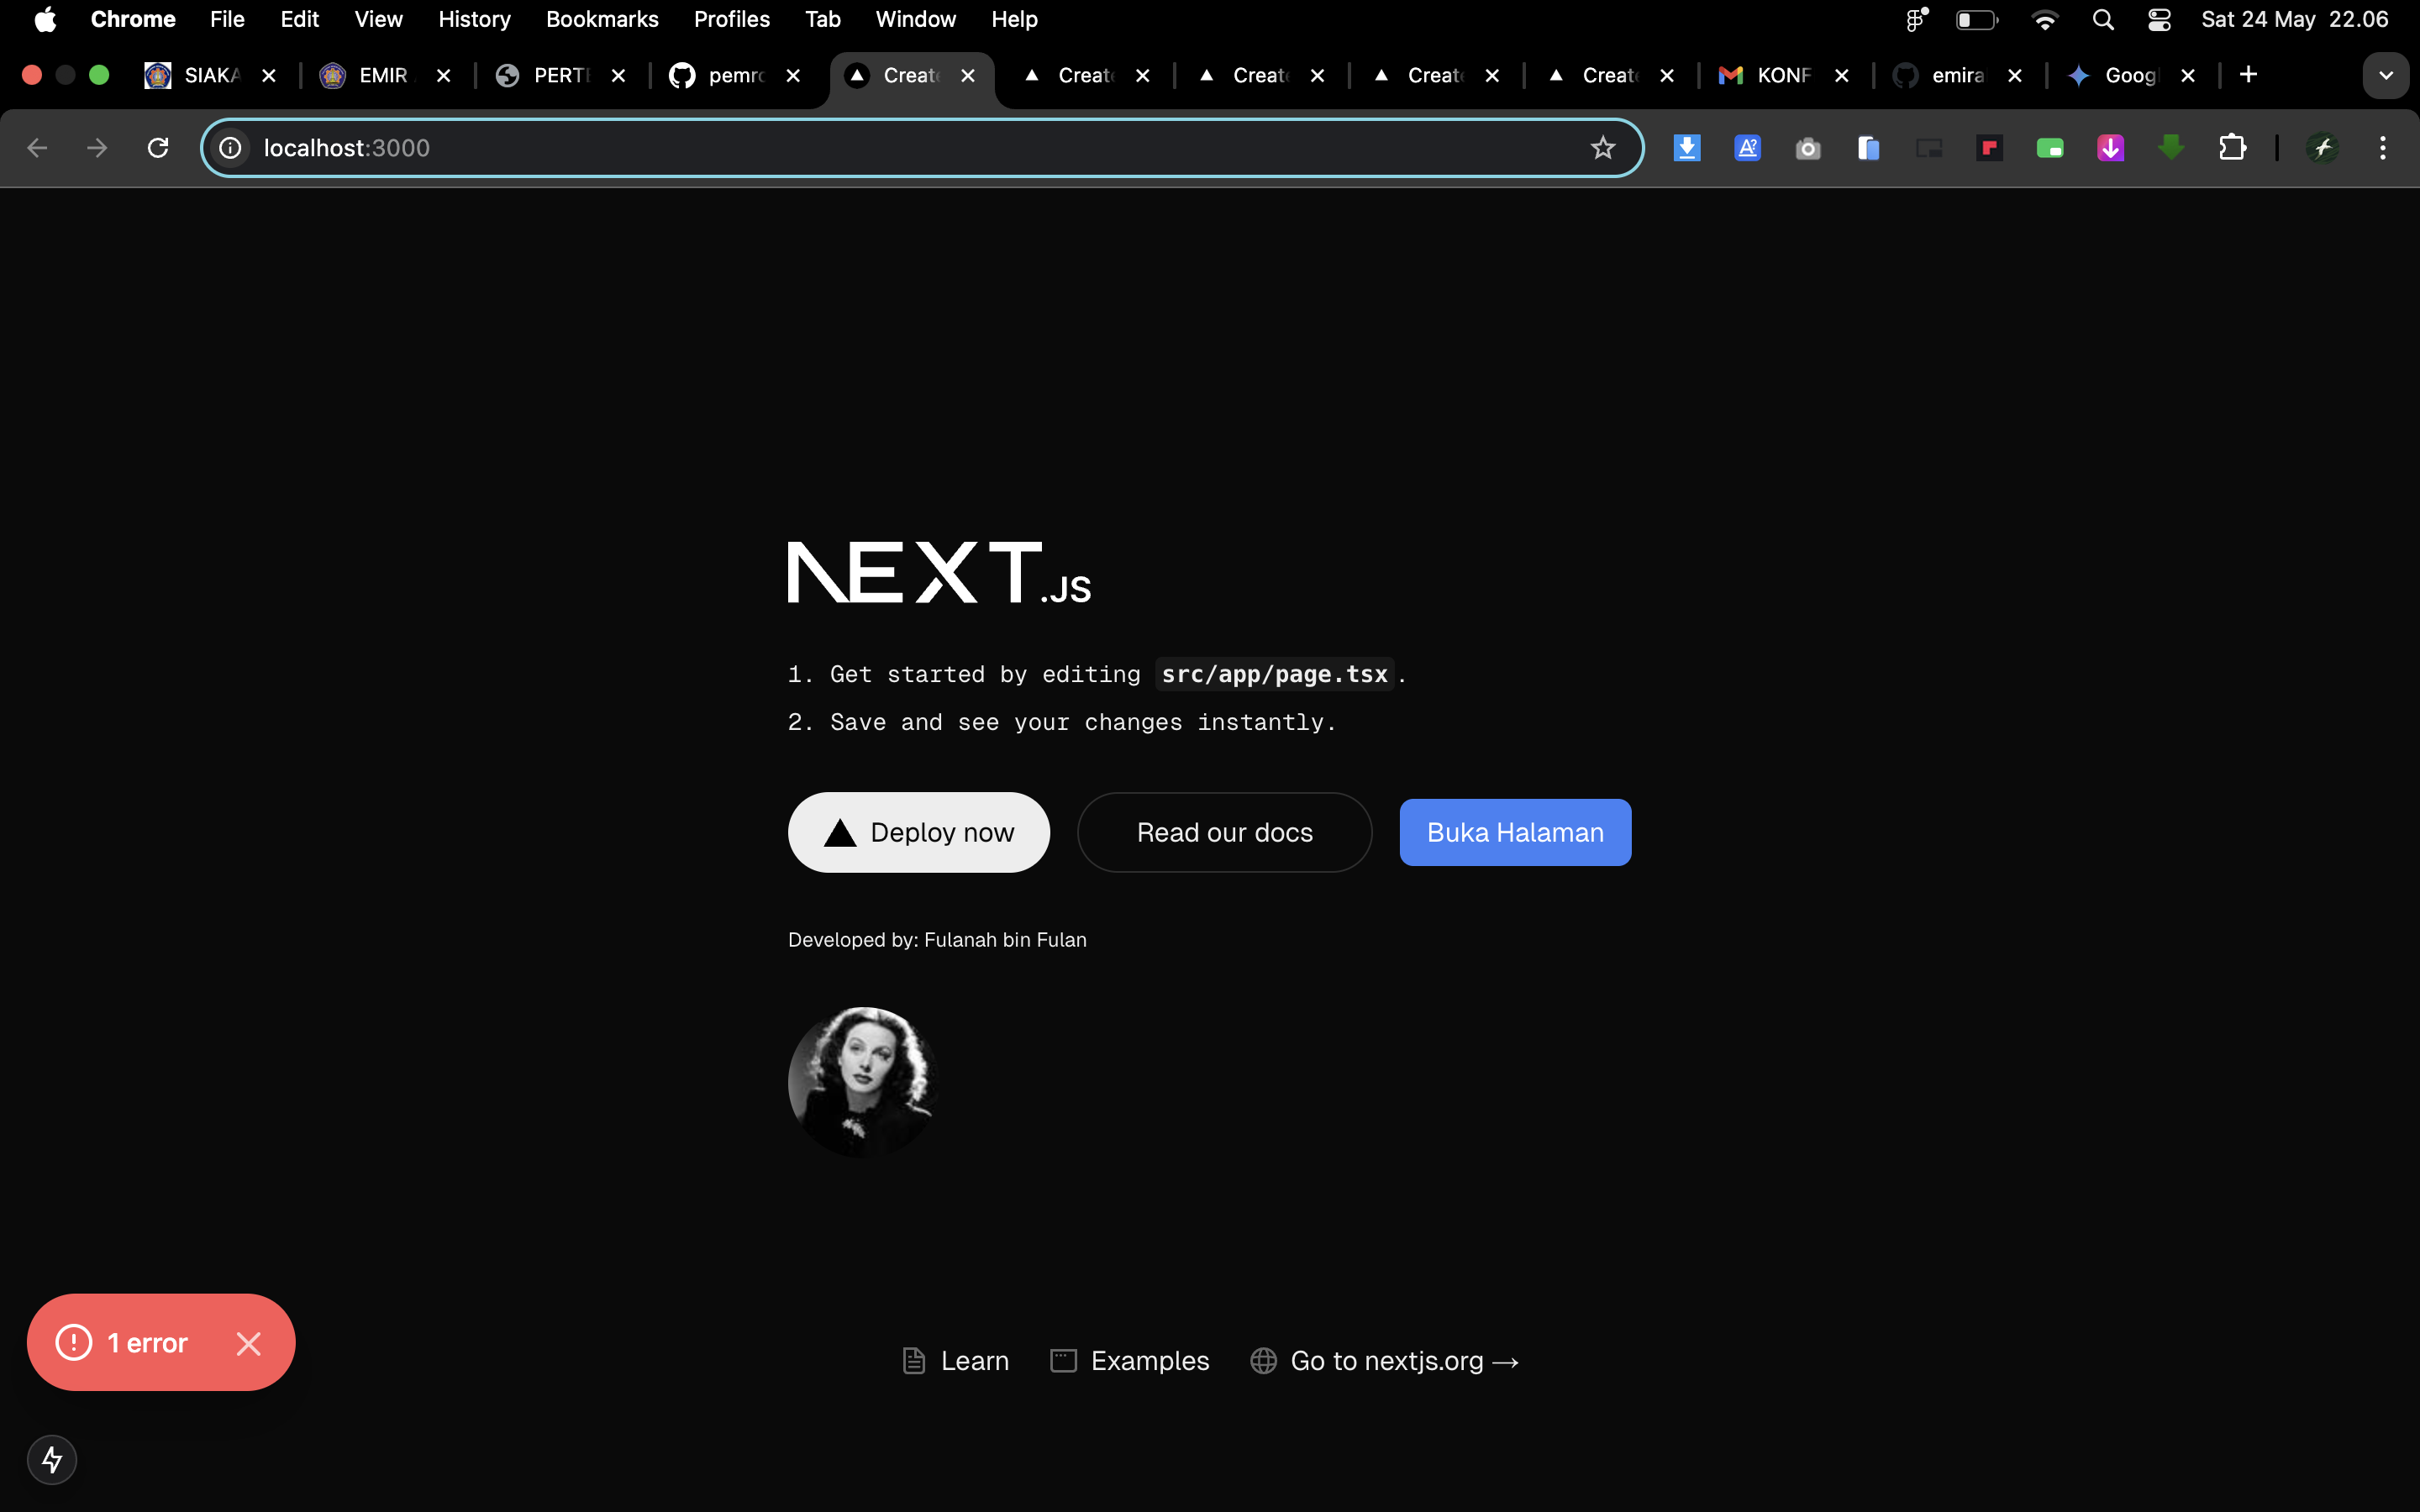 Chrome File Edit View History Bookmarks Profiles Tab Window Help Sat 24 May 22.06
SIAKA EMIR PERTE pemro Create Create Create Create Create KONF emira Googl
localhost:3000
NEXT.JS
1. Get started by editing src/app/page.tsx.
2. Save and see your changes instantly.
Deploy now Read our docs Buka Halaman
Developed by: Fulanah bin Fulan
1 error
Learn Examples Go to nextjs.org →